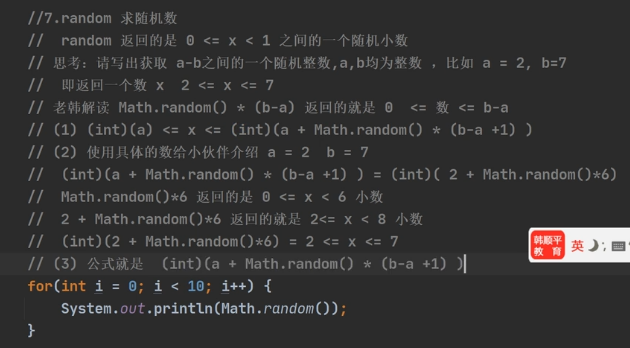 //7.random 求随机数
//  random 返回的是 0 <= x < 1 之间的一个随机小数
// 思考：请写出获取 a-b之间的一个随机整数,a,b均为整数 ，比如 a = 2, b=7
//  即返回一个数 x  2 <= x <= 7
// 老韩解读 Math.random() * (b-a) 返回的就是 0  <= 数 <= b-a
// (1) (int)(a) <= x <= (int)(a + Math.random() * (b-a +1) )
// (2) 使用具体的数给小伙伴介绍 a = 2  b = 7
//  (int)(a + Math.random() * (b-a +1) ) = (int)( 2 + Math.random()*6)
//  Math.random()*6 返回的是 0 <= x < 6 小数
//  2 + Math.random()*6 返回的就是 2<= x < 8 小数
//  (int)(2 + Math.random()*6) = 2 <= x <= 7
// (3) 公式就是  (int)(a + Math.random() * (b-a +1) )
for(int i = 0; i < 10; i++) {
    System.out.println(Math.random());
}
韩顺平
教 育
英